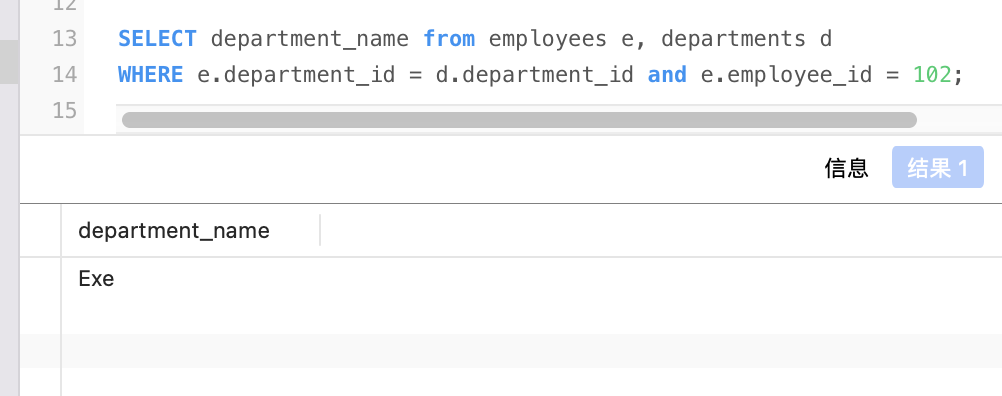 12
13 SELECT department_name from employees e, departments d
14 WHERE e.department_id = d.department_id and e.employee_id = 102;
15
信息 结果 1
department_name
Exe